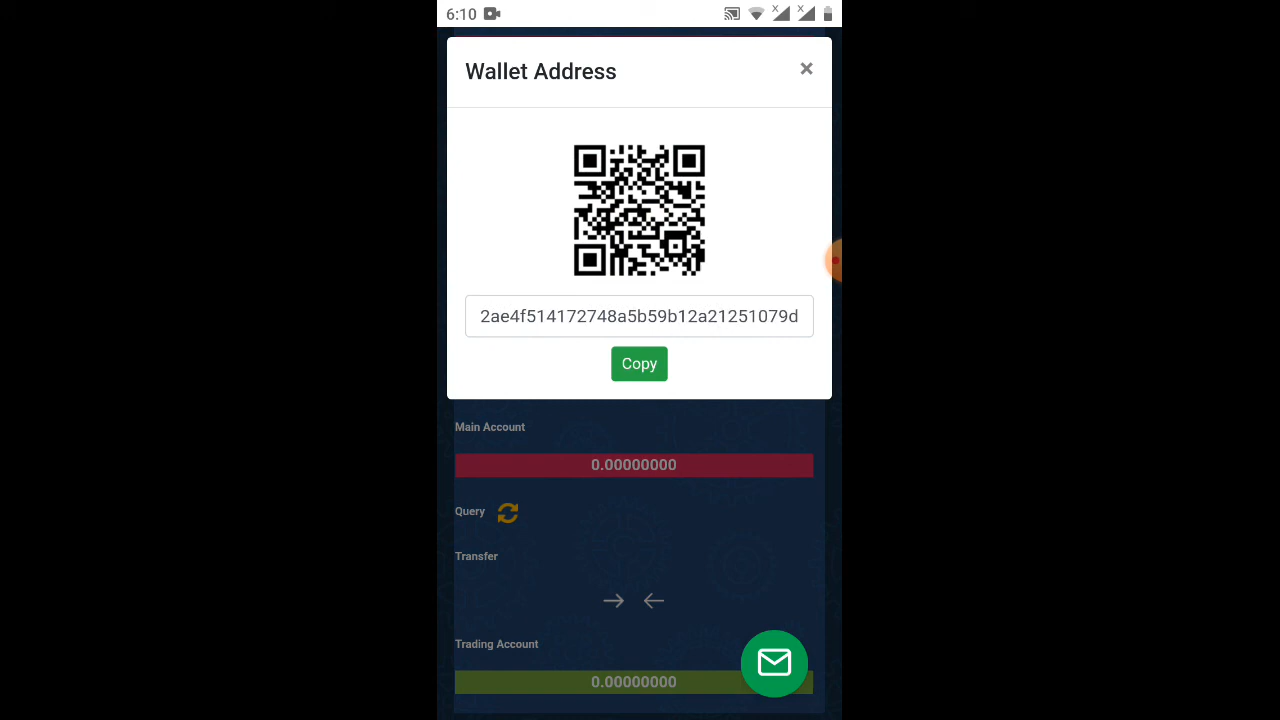 6:10
Wallet Address
×
2ae4f514172748a5b59b12a21251079d
Copy
Main Account
0.00000000
Query
Transfer
Trading Account
0.00000000